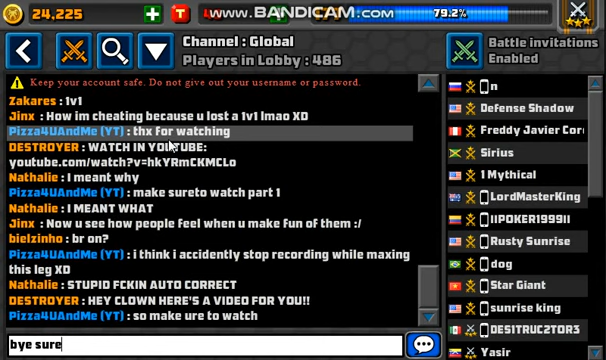 24,225
www.BANDICAM.com
79.2%
Channel : Global
Players in Lobby : 486
Battle invitations
Enabled
Keep your account safe. Do not give out your username or password.
Zakares : 1v1
Jinx : How im cheating because u lost a 1v1 lmao XD
Pizza4UAndMe (YT) : thx for watching
DESTROYER : WATCH IN YOUTUBE:
youtube.com/watch?v=hkYRmCKMCLo
Nathalie : I meant why
Pizza4UAndMe (YT) : make sureto watch part 1
Nathalie : I MEANT WHAT
Jinx : Now u see how people feel when u make fun of them :/
bielzinho : br on?
Pizza4UAndMe (YT) : i think i accidently stop recording while maxing
this leg XD
Nathalie : STUPID FCKIN AUTO CORRECT
DESTROYER : HEY CLOWN HERE'S A VIDEO FOR YOU!!
Pizza4UAndMe (YT) : so make ure to watch
bye sure
n
Defense Shadow
Freddy Javier Cor
Sirius
1 Mythical
LordMasterKing
IIPOKER1999II
Rusty Sunrise
dog
Star Giant
sunrise king
DESITRUC2TOR3
Yasir